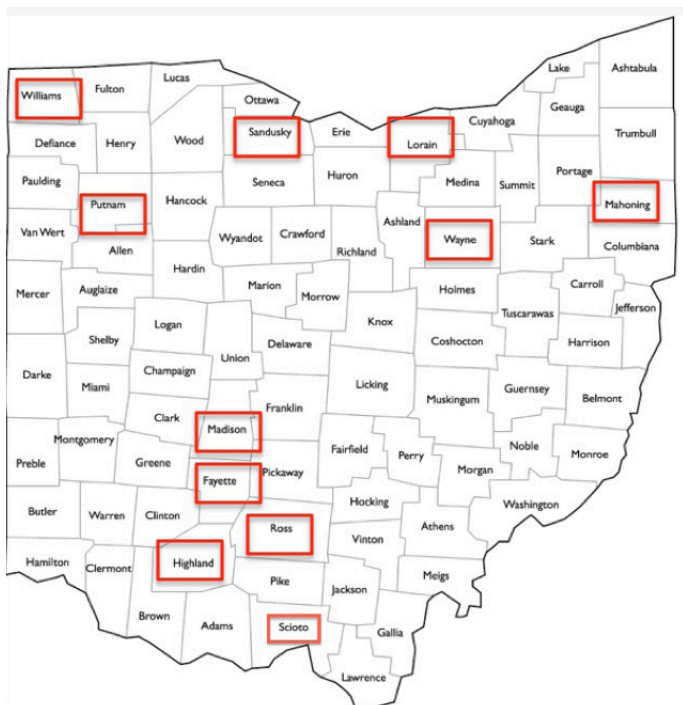 Lake
Ashtabula
Lucas
Fulton
Williams
Ottawa
Geauga
Cuyahoga
Sandusky
Erie
Trumbull
Defiance
Henry
Wood
Lorain
Portage
Paulding
Seneca
Huron
Medina
Summit
Putnam
Hancock
Mahoning
Ashland
Van Wert
Wyandot
Crawford
Wayne
Stark
Columbiana
Allen
Richland
Hardin
Marion
Carroll
Mercer
Auglaize
Morrow
Holmes
Jefferson
Tuscarawas
Logan
Knox
Shelby
Delaware
Coshocton
Harrison
Union
Darke
Champaign
Miami
Licking
Guernsey
Belmont
Muskingum
Clark
Franklin
Madison
Montgomery
Fairfield
Perry
Noble
Monroe
Preble
Greene
Pickaway
Morgan
Fayette
Hocking
Washington
Butler
Warren
Clinton
Ross
Athens
Vinton
Hamilton
Clermont
Highland
Pike
Jackson
Meigs
Brown
Adams
Scioto
Gallia
Lawrence